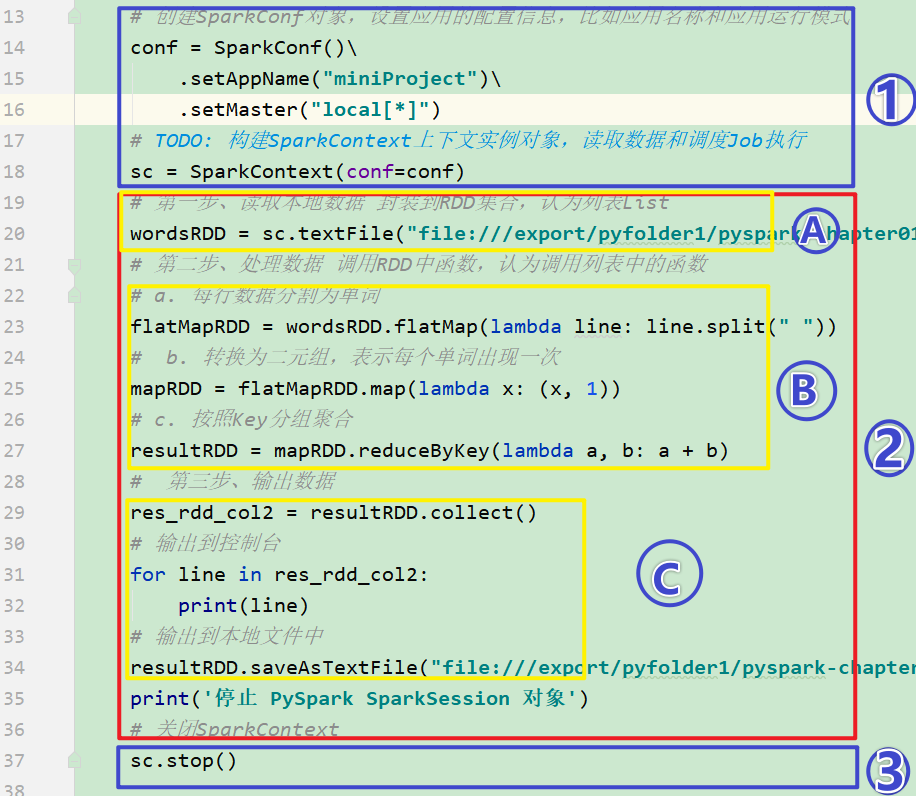 13 # 创建SparkConf对象，设置应用的配置信息，比如应用名称和应用运行模式
14 conf = SparkConf()\
15 .setAppName("miniProject")\
16 .setMaster("local[*]")
17 # TODO: 构建SparkContext上下文实例对象，读取数据和调度Job执行
18 sc = SparkContext(conf=conf)
①
19 # 第一步、读取本地数据 封装到RDD集合，认为列表List
20 wordsRDD = sc.textFile("file:///export/pyfolder1/pyspark-chapter01
A
21 # 第二步、处理数据 调用RDD中函数，认为调用列表中的函数
22 # a. 每行数据分割为单词
23 flatMapRDD = wordsRDD.flatMap(lambda line: line.split(" "))
24 # b. 转换为二元组，表示每个单词出现一次
25 mapRDD = flatMapRDD.map(lambda x: (x, 1))
B
26 # c. 按照Key分组聚合
27 resultRDD = mapRDD.reduceByKey(lambda a, b: a + b)
②
28 # 第三步、输出数据
29 res_rdd_col2 = resultRDD.collect()
30 # 输出到控制台
31 for line in res_rdd_col2:
C
32 print(line)
33 # 输出到本地文件中
34 resultRDD.saveAsTextFile("file:///export/pyfolder1/pyspark-chapter
35 print('停止 PySpark SparkSession 对象')
36 # 关闭SparkContext
37 sc.stop()
③
38